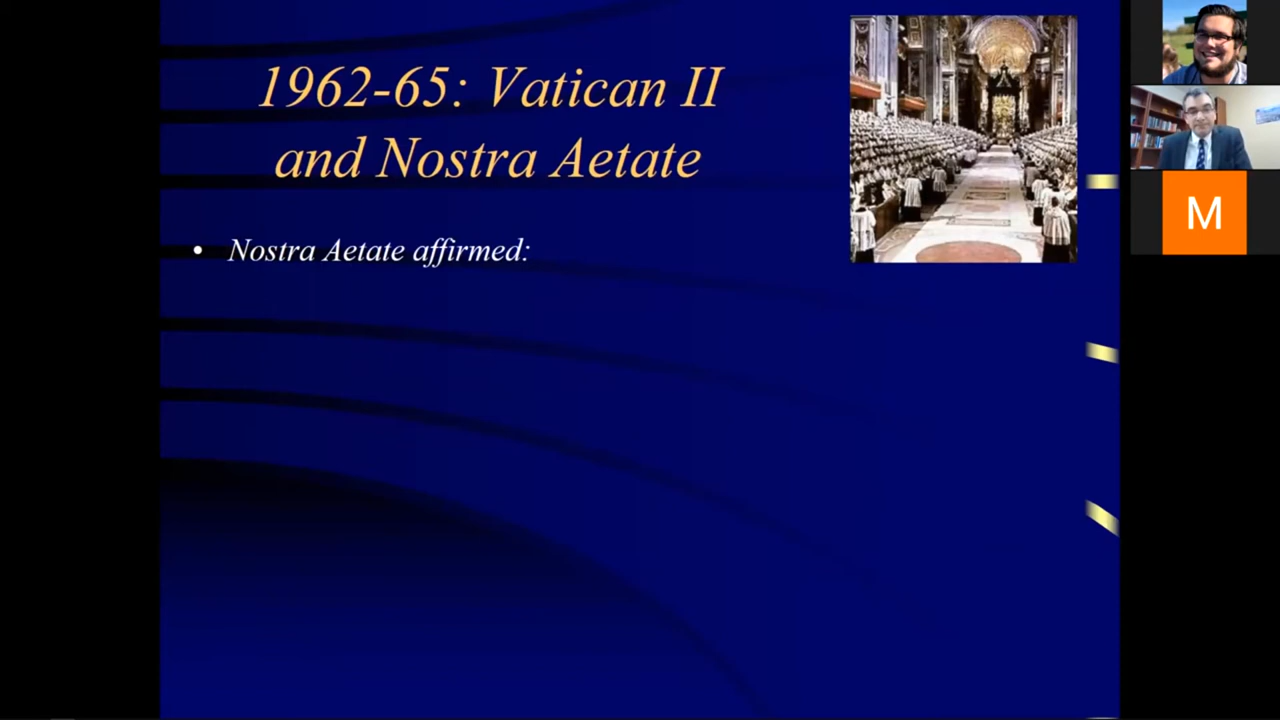 1962-65: Vatican II
and Nostra Aetate
• Nostra Aetate affirmed:
M